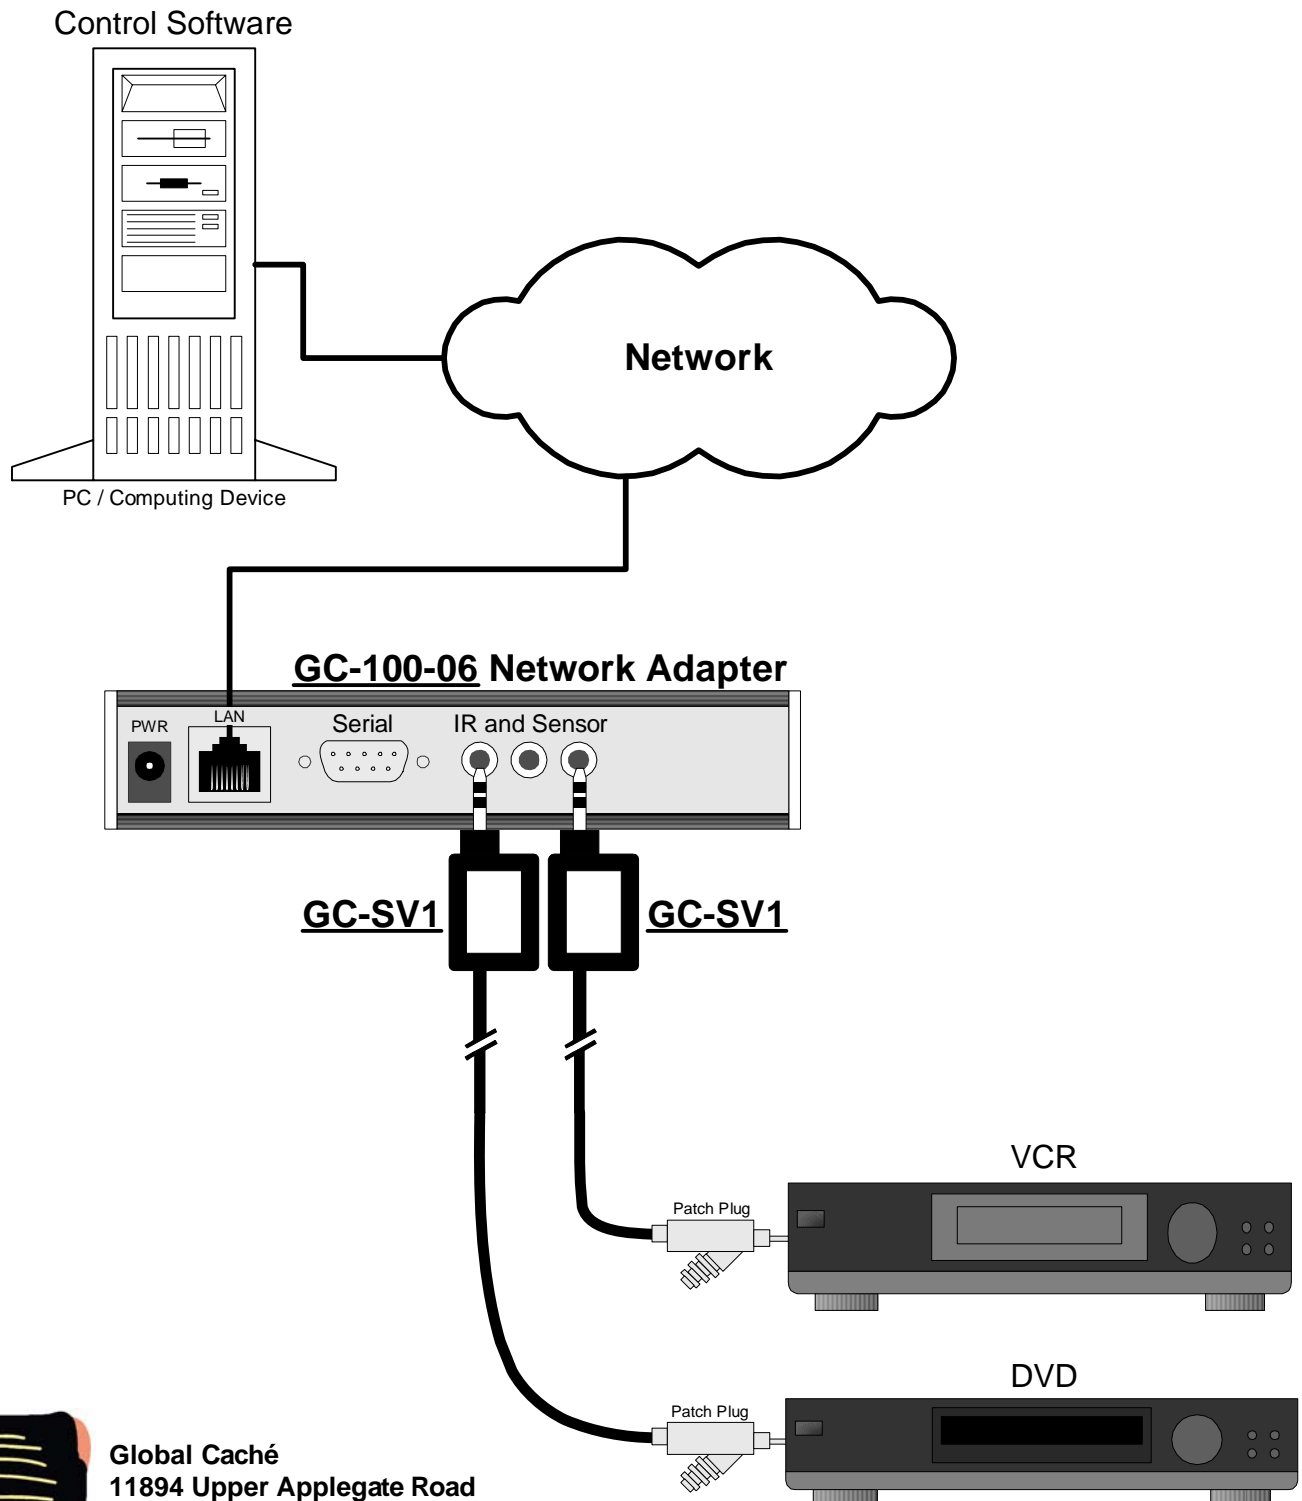 Control Software
Network
PC / Computing Device
GC-100-06 Network Adapter
PWR
LAN
Serial
IR and Sensor
GC-SV1
GC-SV1
VCR
Patch Plug
DVD
Patch Plug
Global Caché
11894 Upper Applegate Road